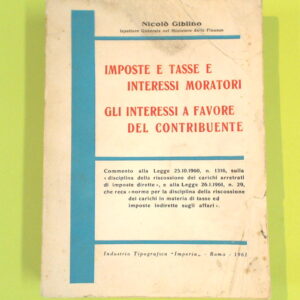 Nicolò Giblino
Ispettore Generale nel Ministero delle Finanze
IMPOSTE E TASSE E
INTERESSI MORATORI
GLI INTERESSI A FAVORE
DEL CONTRIBUENTE
Commento alla Legge 25.10.1960, n. 1316, sulla
« disciplina della riscossione dei carichi arretrati
di imposte dirette », e alla Legge 26.1.1961, n. 29,
che reca « norme per la disciplina della riscossione
dei carichi in materia di tasse ed
imposte indirette sugli affari ».
Industria Tipografica "Imperia" - Roma - 1961